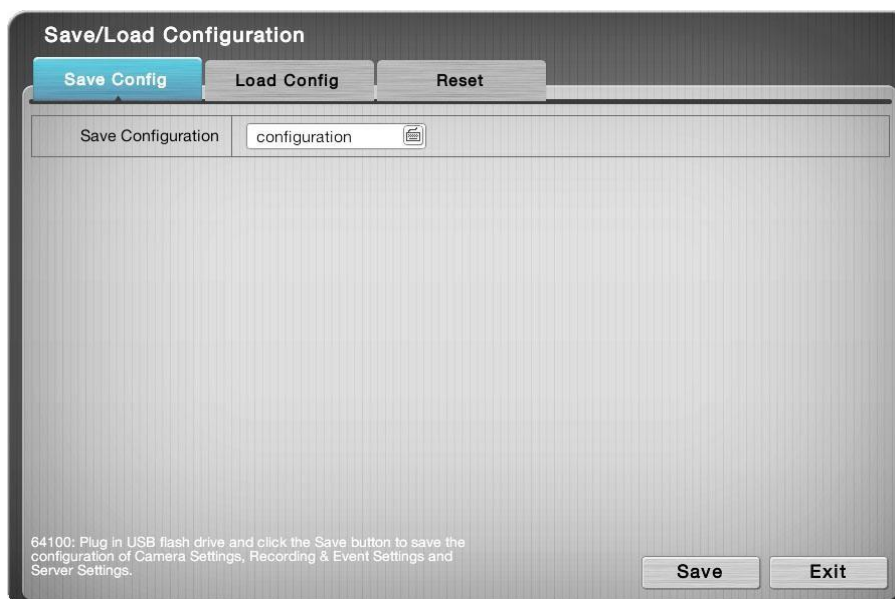 Save/Load Configuration
Save Config
Load Config
Reset
Save Configuration
configuration
64100: Plug in USB flash drive and click the Save button to save the
configuration of Camera Settings, Recording & Event Settings and
Server Settings.
Save
Exit